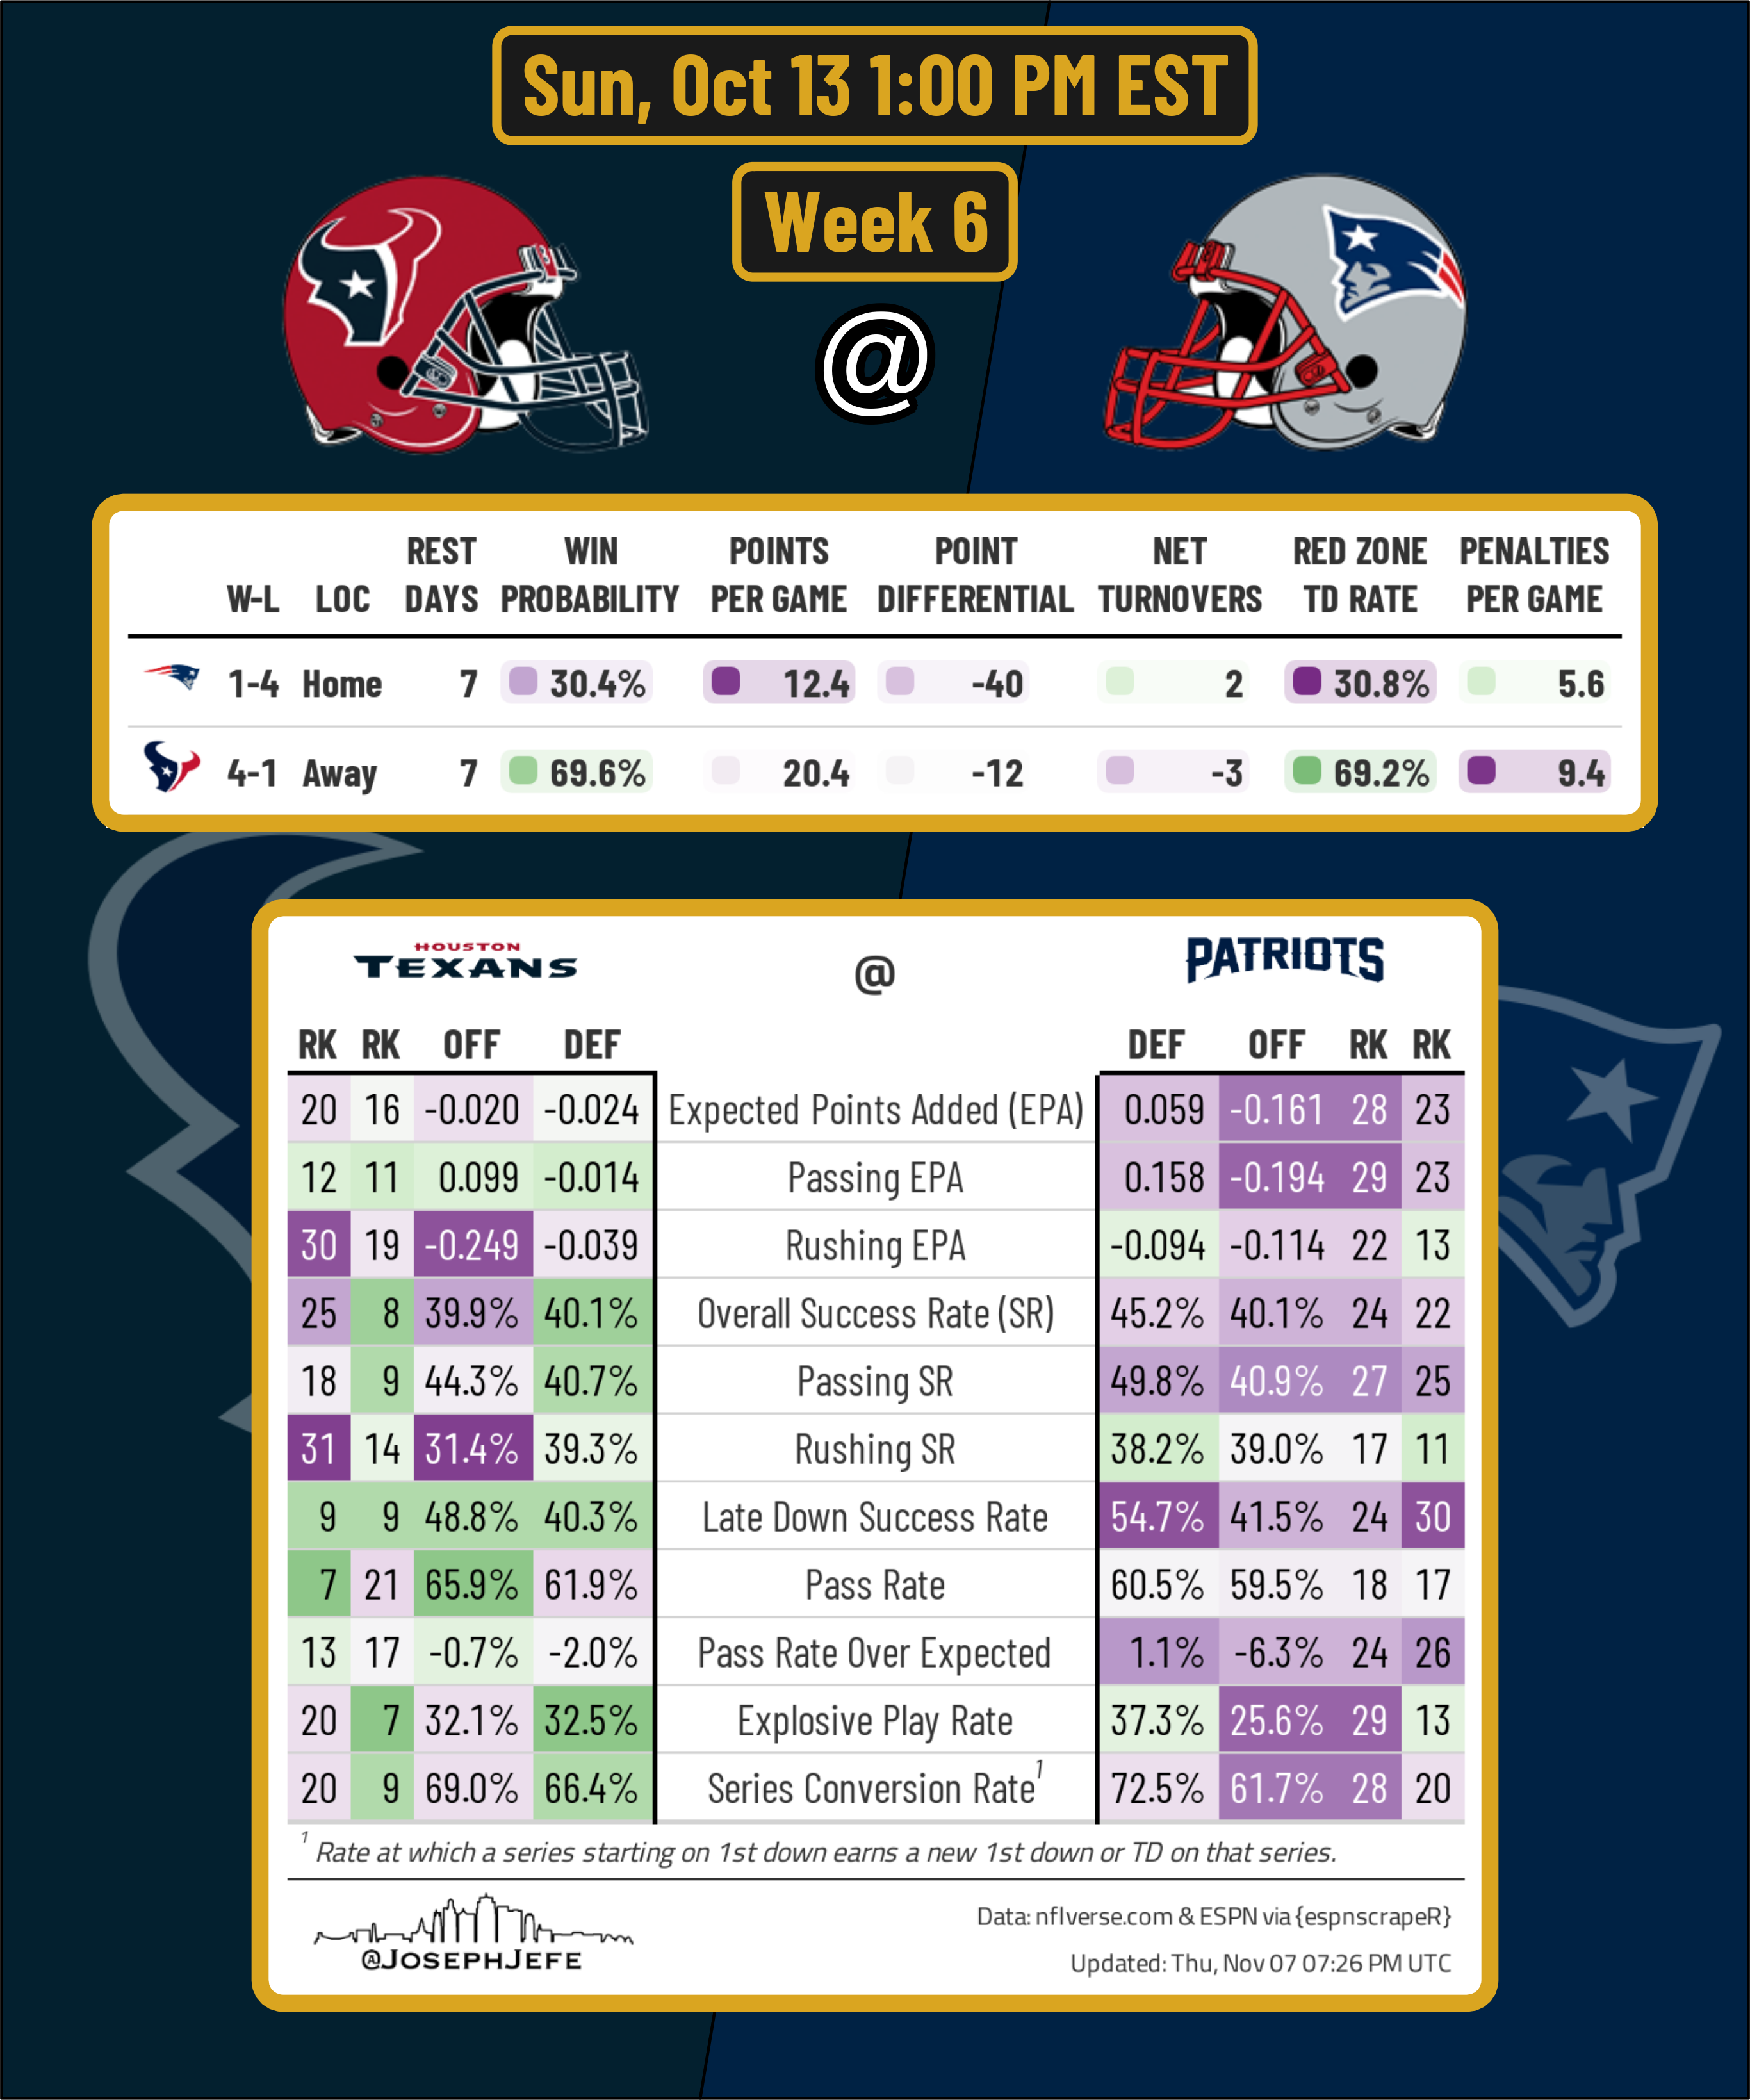 Sun, Oct 13 1:00 PM EST
Week 6
@
W-L LOC REST DAYS WIN PROBABILITY POINTS PER GAME POINT DIFFERENTIAL NET TURNOVERS RED ZONE TD RATE PENALTIES PER GAME
1-4 Home 7 30.4% 12.4 -40 2 30.8% 5.6
4-1 Away 7 69.6% 20.4 -12 -3 69.2% 9.4
HOUSTON TEXANS @ PATRIOTS
RK RK OFF DEF DEF OFF RK RK
20 16 -0.020 -0.024 Expected Points Added (EPA) 0.059 -0.161 28 23
12 11 0.099 -0.014 Passing EPA 0.158 -0.194 29 23
30 19 -0.249 -0.039 Rushing EPA -0.094 -0.114 22 13
25 8 39.9% 40.1% Overall Success Rate (SR) 45.2% 40.1% 24 22
18 9 44.3% 40.7% Passing SR 49.8% 40.9% 27 25
31 14 31.4% 39.3% Rushing SR 38.2% 39.0% 17 11
9 9 48.8% 40.3% Late Down Success Rate 54.7% 41.5% 24 30
7 21 65.9% 61.9% Pass Rate 60.5% 59.5% 18 17
13 17 -0.7% -2.0% Pass Rate Over Expected 1.1% -6.3% 24 26
20 7 32.1% 32.5% Explosive Play Rate 37.3% 25.6% 29 13
20 9 69.0% 66.4% Series Conversion Rate1 72.5% 61.7% 28 20
1 Rate at which a series starting on 1st down earns a new 1st down or TD on that series.
@JOSEPHJEFE
Data: nflverse.com & ESPN via {espnscrapeR}
Updated: Thu, Nov 07 07:26 PM UTC